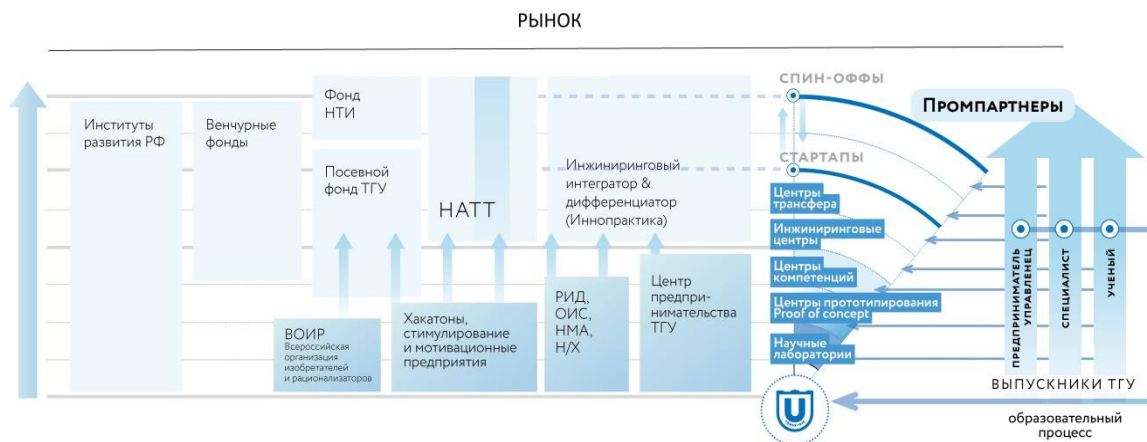 РЫНОК
Институты
развития РФ
Венчурные
фонды
Фонд
НТИ
Посевной
фонд ТГУ
НАТТ
Инжиниринговый
интегратор &
дифференциатор
(Иннопрактика)
ВОИР
Всероссийская
организация
изобретателей
и рационализаторов
Хакатоны,
стимулирование
и мотивационные
предприятия
РИД,
ОИС,
НМА,
Н/Х
Центр
предпри-
нимательства
ТГУ
СПИН-ОФФЫ
СТАРТАПЫ
Центры
трансфера
Инжиниринговые
центры
Центры
компетенций
Центры прототипирования
Proof of concept
Научные
лаборатории
U
ПРОМПАРТНЕРЫ
ПРЕДПРИНИМАТЕЛЬ
УПРАВЛЕНЕЦ
СПЕЦИАЛИСТ
УЧЕНЫЙ
ВЫПУСКНИКИ ТГУ
образовательный
процесс